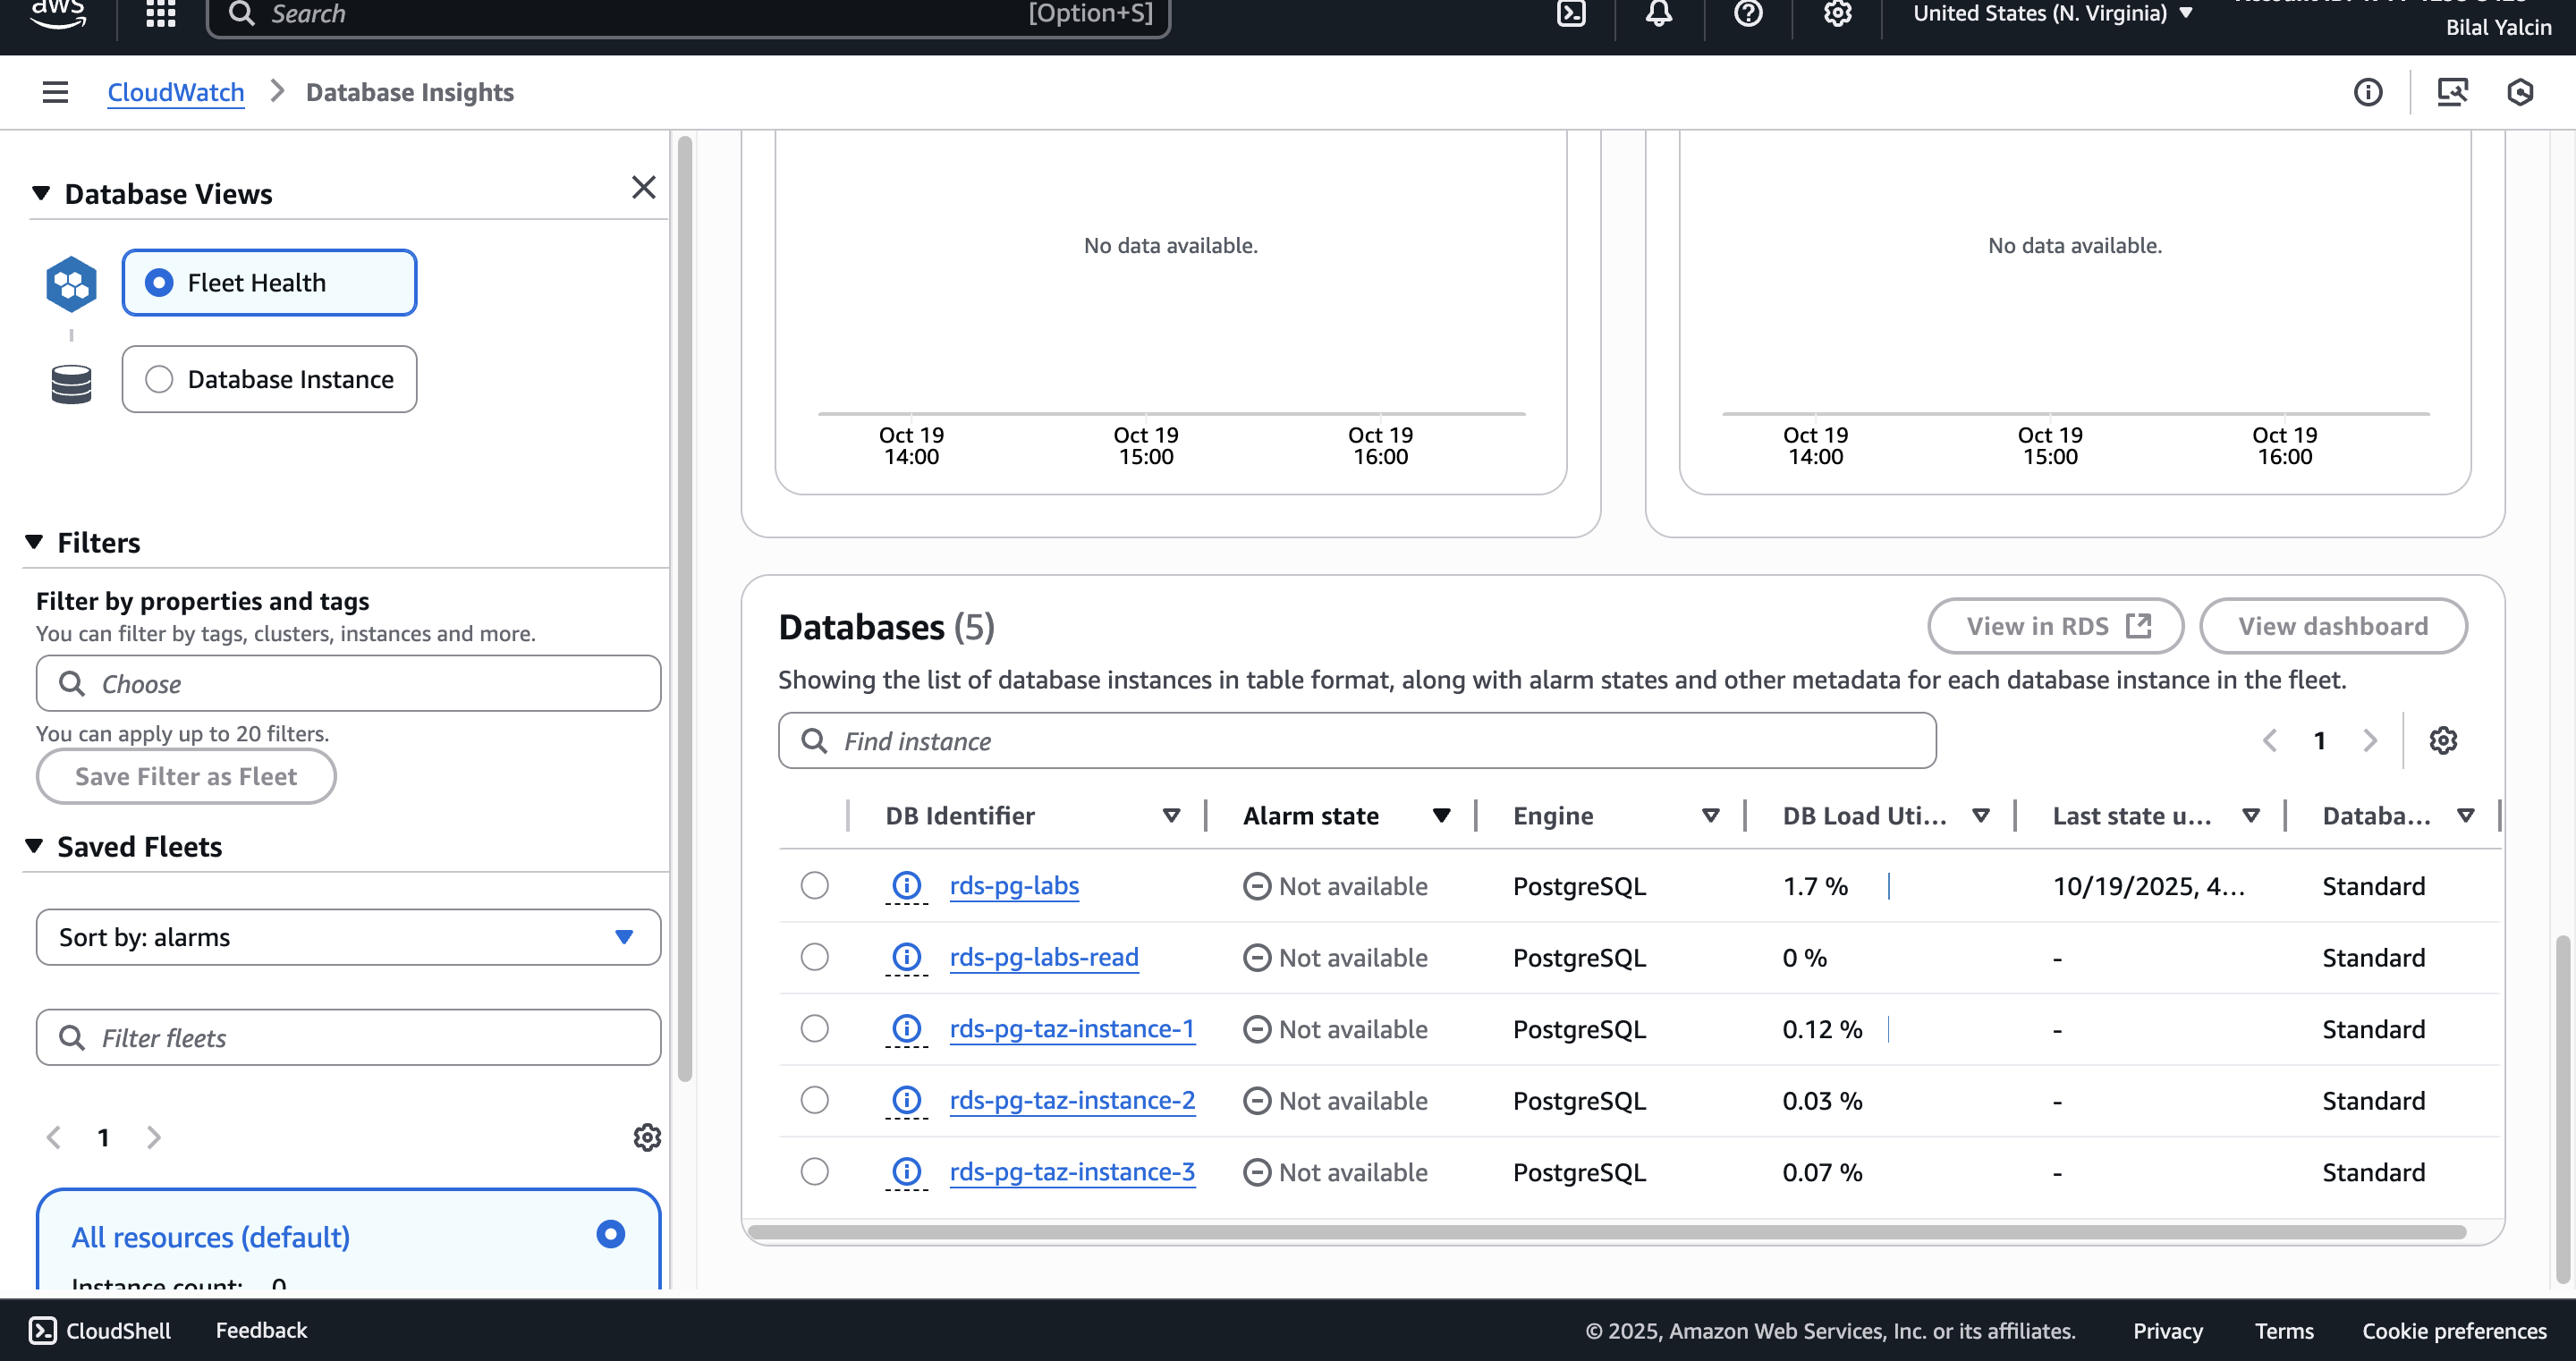 aws
Search
[Option+S]
United States (N. Virginia)
Bilal Yalcin
CloudWatch
Database Insights
Database Views
Fleet Health
Database Instance
Filters
Filter by properties and tags
You can filter by tags, clusters, instances and more.
Choose
You can apply up to 20 filters.
Save Filter as Fleet
Saved Fleets
Sort by: alarms
Filter fleets
1
All resources (default)
Instance count: 0
No data available.
Oct 19 Oct 19 Oct 19
14:00 15:00 16:00
No data available.
Oct 19 Oct 19 Oct 19
14:00 15:00 16:00
Databases (5)
View in RDS
View dashboard
Showing the list of database instances in table format, along with alarm states and other metadata for each database instance in the fleet.
Find instance
1
DB Identifier Alarm state Engine DB Load Uti... Last state u... Databa...
rds-pg-labs Not available PostgreSQL 1.7 % 10/19/2025, 4... Standard
rds-pg-labs-read Not available PostgreSQL 0 % - Standard
rds-pg-taz-instance-1 Not available PostgreSQL 0.12 % - Standard
rds-pg-taz-instance-2 Not available PostgreSQL 0.03 % - Standard
rds-pg-taz-instance-3 Not available PostgreSQL 0.07 % - Standard
CloudShell Feedback © 2025, Amazon Web Services, Inc. or its affiliates. Privacy Terms Cookie preferences